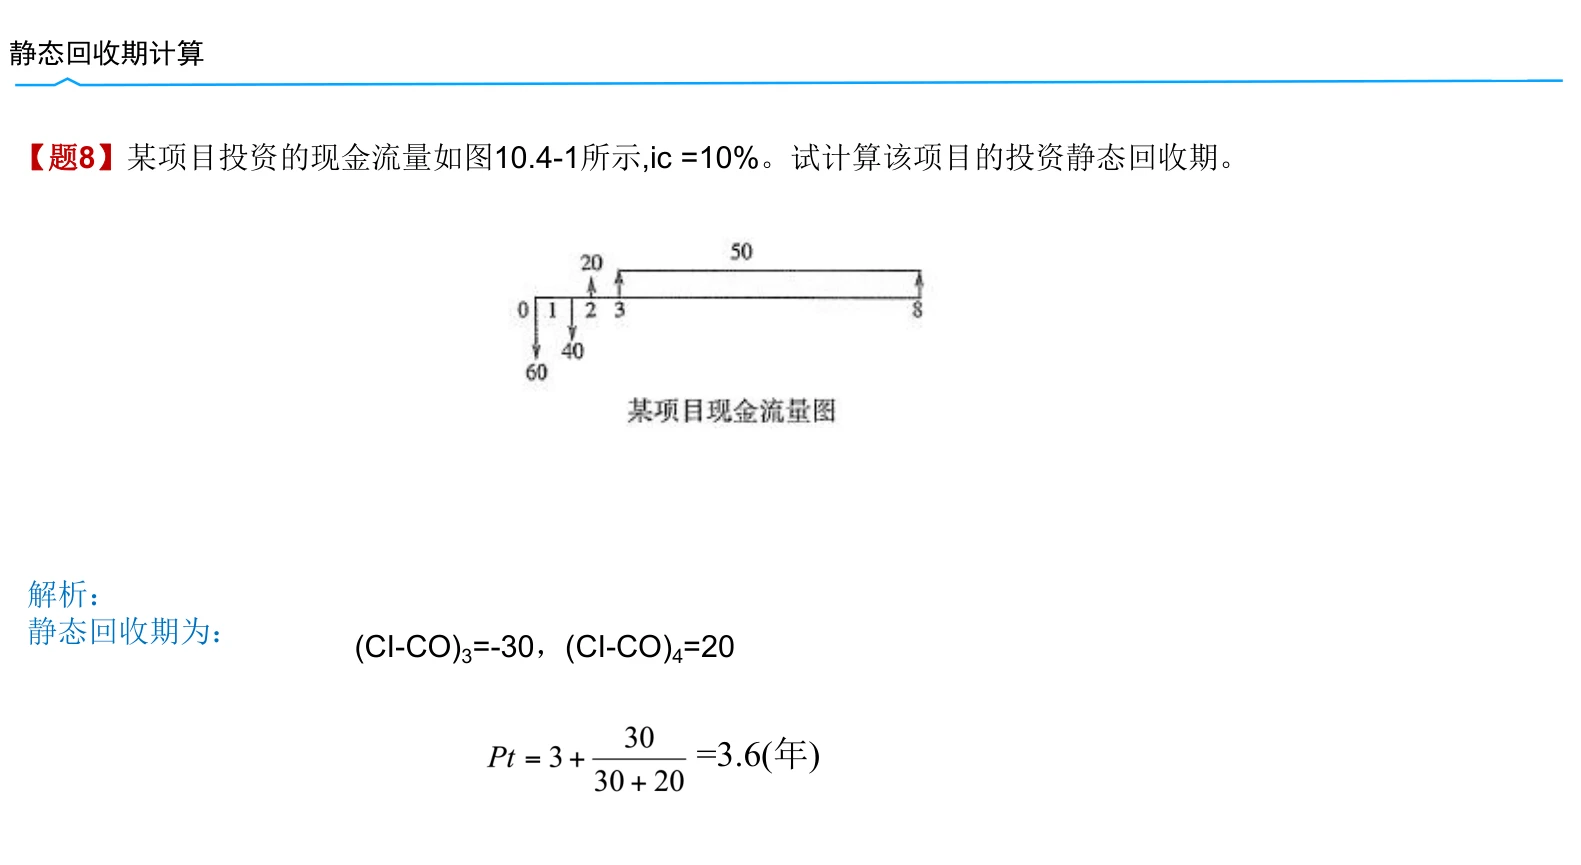 静态回收期计算
【题8】某项目投资的现金流量如图10.4-1所示,ic =10%。试计算该项目的投资静态回收期。
50
20
0 1 2 3 8
40
60
某项目现金流量图
解析：
静态回收期为：
(CI-CO)₃=-30，(CI-CO)₄=20
Pt = 3 + 30/(30 + 20) =3.6(年)